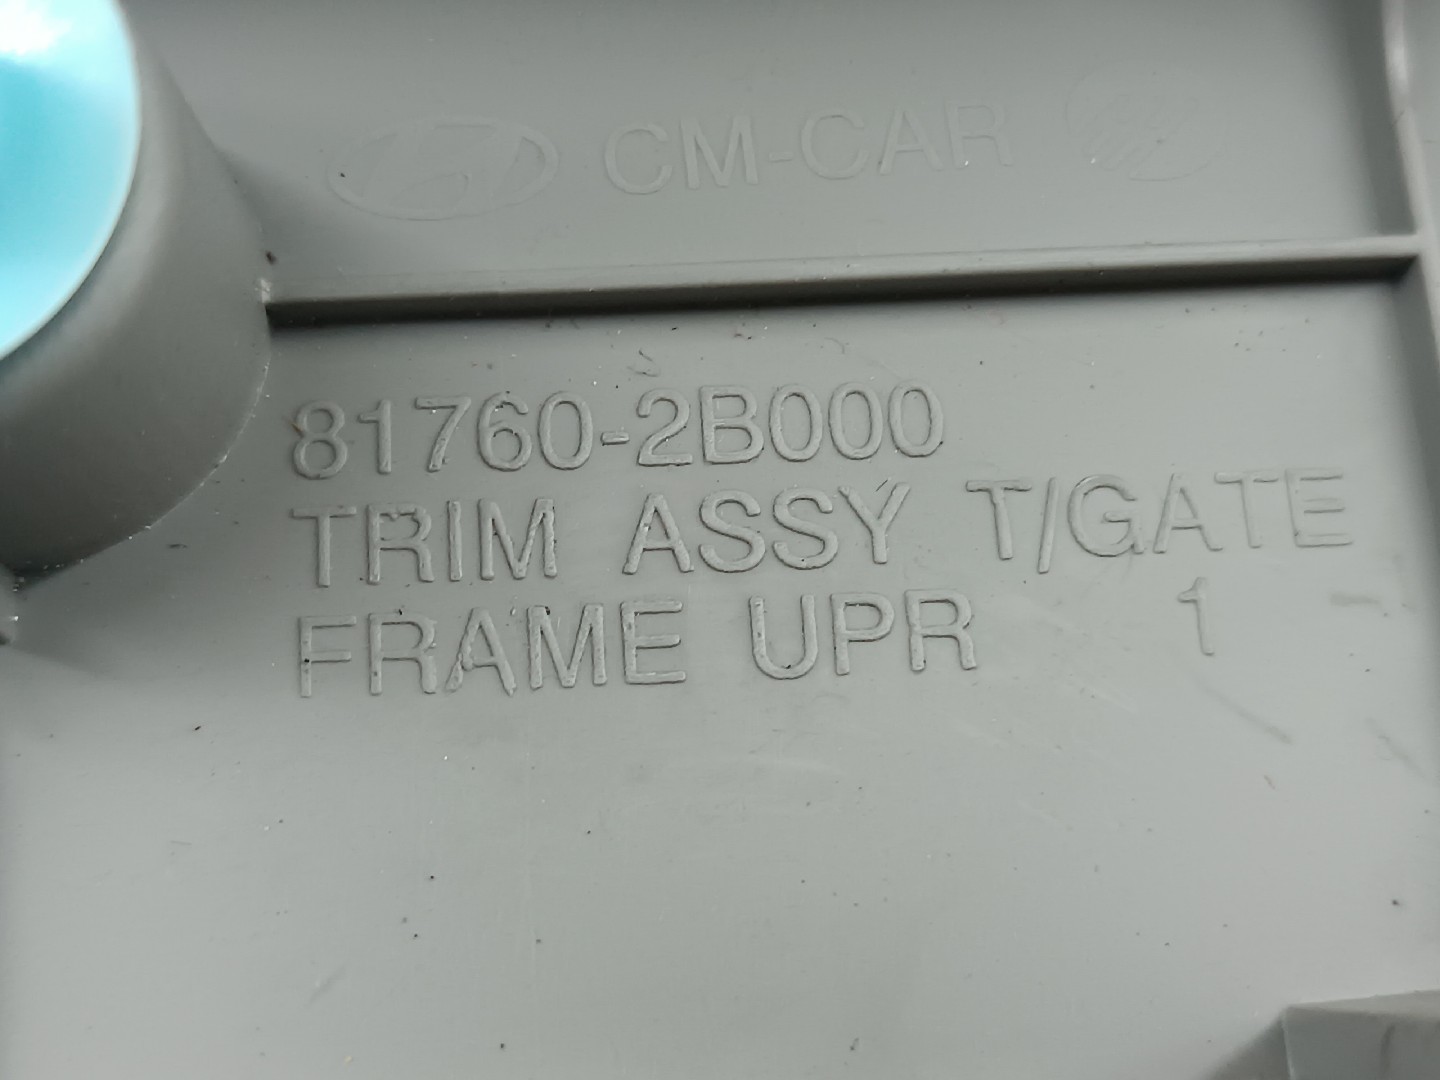 CM-CAR
81760-2B000
TRIM ASSY T/GATE
FRAME UPR 1